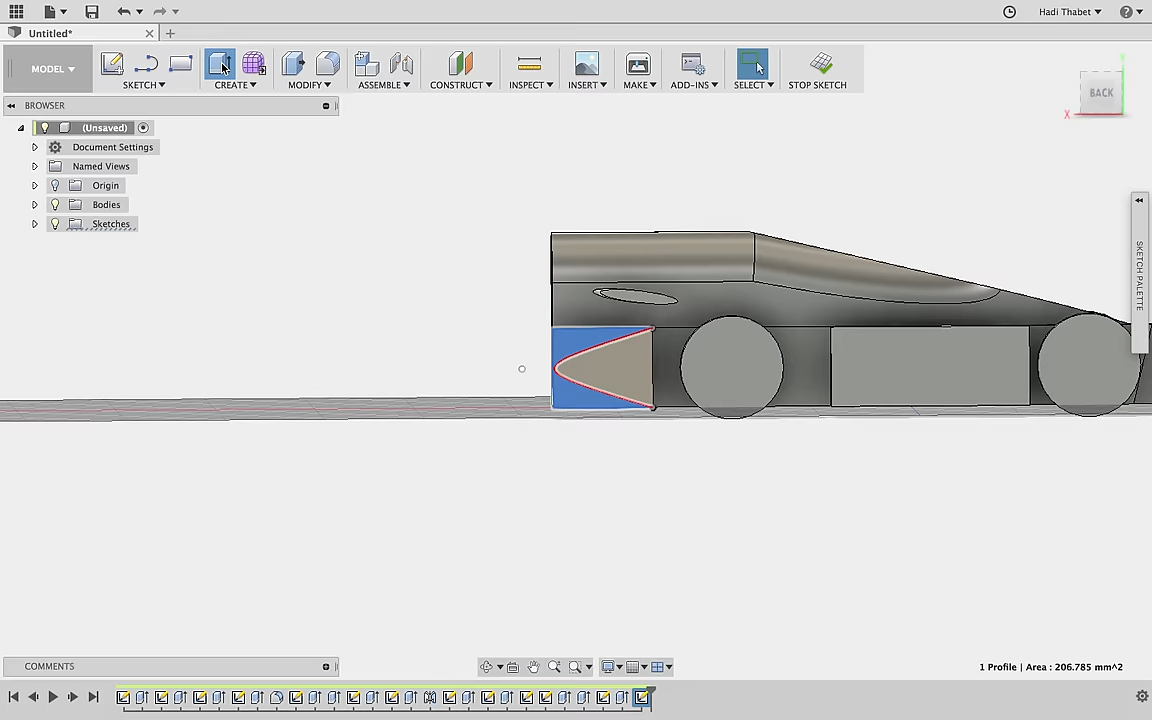 Hadi Thabet
Untitled*
MODEL
SKETCH
CREATE
MODIFY
ASSEMBLE
CONSTRUCT
INSPECT
INSERT
MAKE
ADD-INS
SELECT
STOP SKETCH
BROWSER
BACK
X
(Unsaved)
Document Settings
Named Views
Origin
Bodies
Sketches
SKETCH PALETTE
COMMENTS
1 Profile | Area : 206.785 mm^2